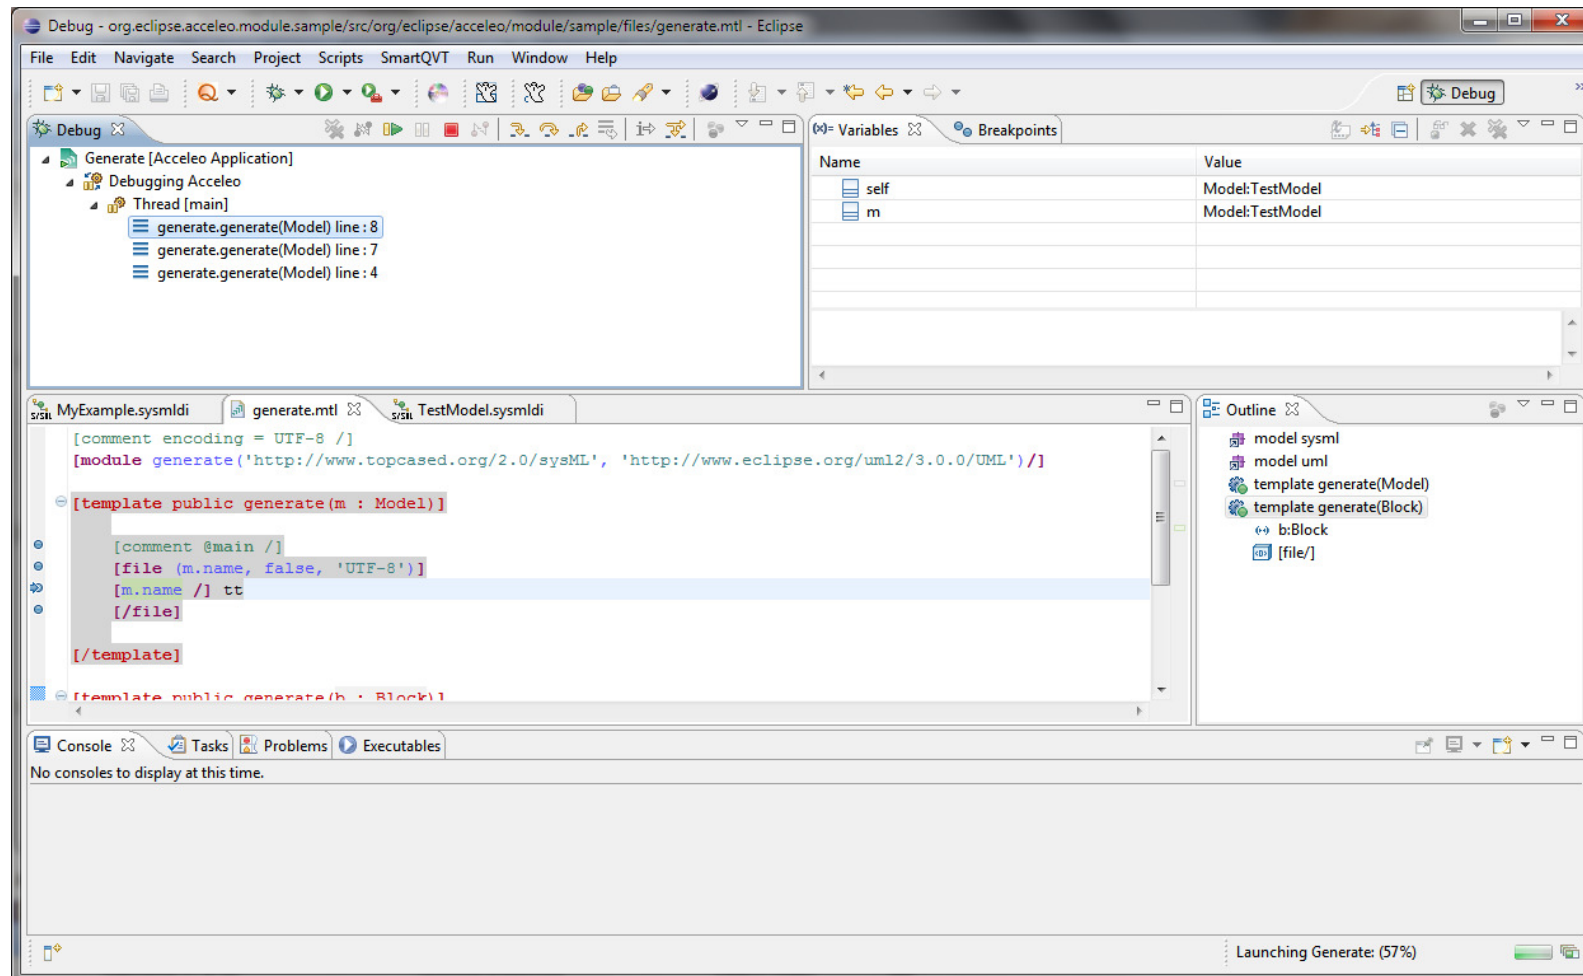 Debug - org.eclipse.acceleo.module.sample/src/org/eclipse/acceleo/module/sample/files/generate.mtl - Eclipse
File Edit Navigate Search Project Scripts SmartQVT Run Window Help
Debug
Debug
Generate [Acceleo Application]
Debugging Acceleo
Thread [main]
generate.generate(Model) line : 8
generate.generate(Model) line : 7
generate.generate(Model) line : 4
(x)= Variables Breakpoints
Name Value
self Model:TestModel
m Model:TestModel
MyExample.sysmldi generate.mtl TestModel.sysmldi
[comment encoding = UTF-8 /]
[module generate('http://www.topcased.org/2.0/sysML', 'http://www.eclipse.org/uml2/3.0.0/UML')/]
[template public generate(m : Model)]
[comment @main /]
[file (m.name, false, 'UTF-8')]
[m.name /] tt
[/file]
[/template]
[template public generate(b : Block)]
Outline
model sysml
model uml
template generate(Model)
template generate(Block)
b:Block
[file/]
Console Tasks Problems Executables
No consoles to display at this time.
Launching Generate: (57%)